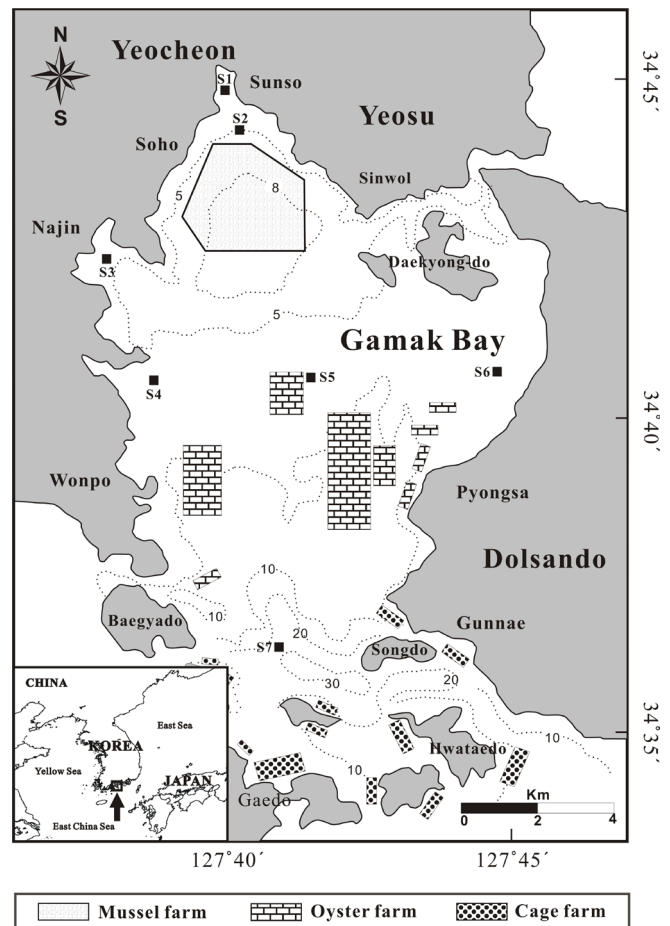 N
S
Yeocheon
S1
Sunso
S2
Yeosu
Soho
Sinwol
5
8
Najin
S3
Daekyong-do
5
Gamak Bay
S4
S5
S6
34°45´
34°40´
34°35´
Wonpo
Pyongsa
Dolsando
10
10
Baegyado
20
S7
Gunnae
Songdo
30
20
10
Hwataedo
10
Gaedo
CHINA
East Sea
KOREA
Yellow Sea
JAPAN
East China Sea
Km
0 2 4
127°40´ 127°45´
Mussel farm Oyster farm Cage farm